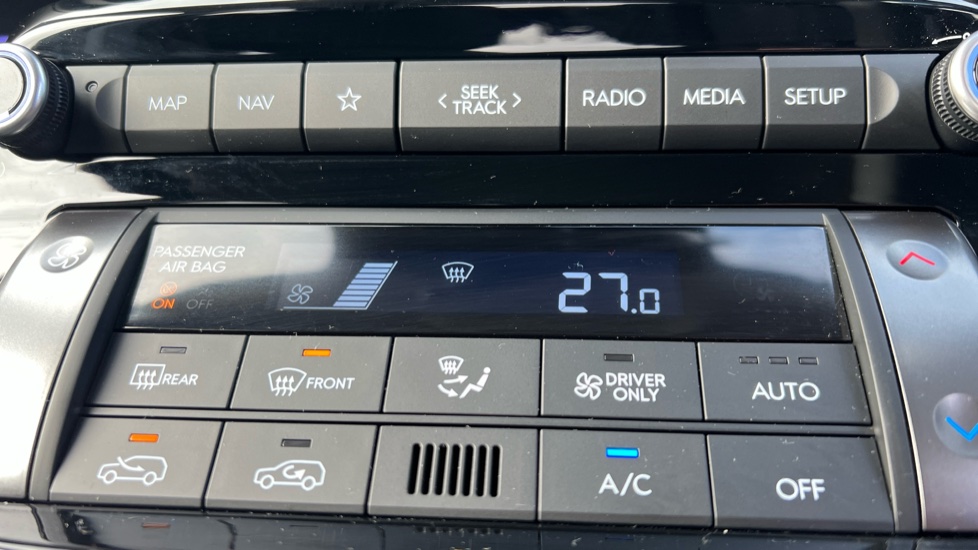 MAP NAV SEEK TRACK RADIO MEDIA SETUP
PASSENGER
AIR BAG
ON OFF
27.0
REAR FRONT DRIVER ONLY AUTO
A/C OFF